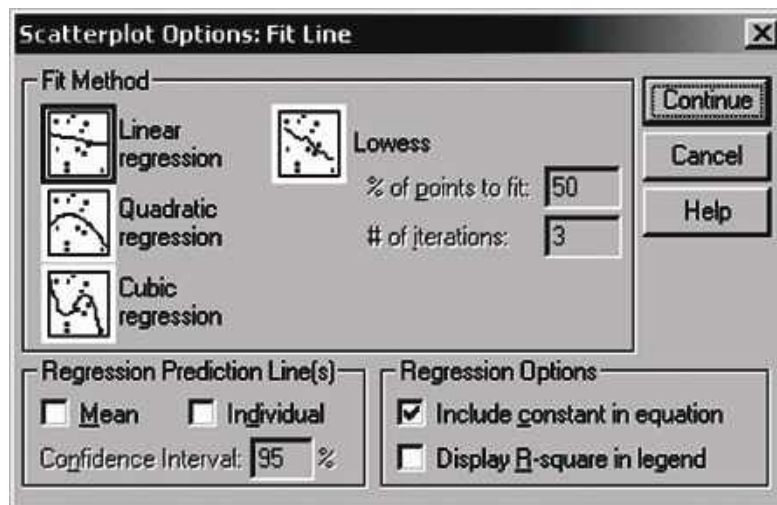 Scatterplot Options: Fit Line
Fit Method
Linear
regression
Quadratic
regression
Cubic
regression
Lowess
% of points to fit: 50
# of iterations: 3
Continue
Cancel
Help
Regression Prediction Line(s)
Mean
Individual
Confidence Interval: 95 %
Regression Options
Include constant in equation
Display R-square in legend